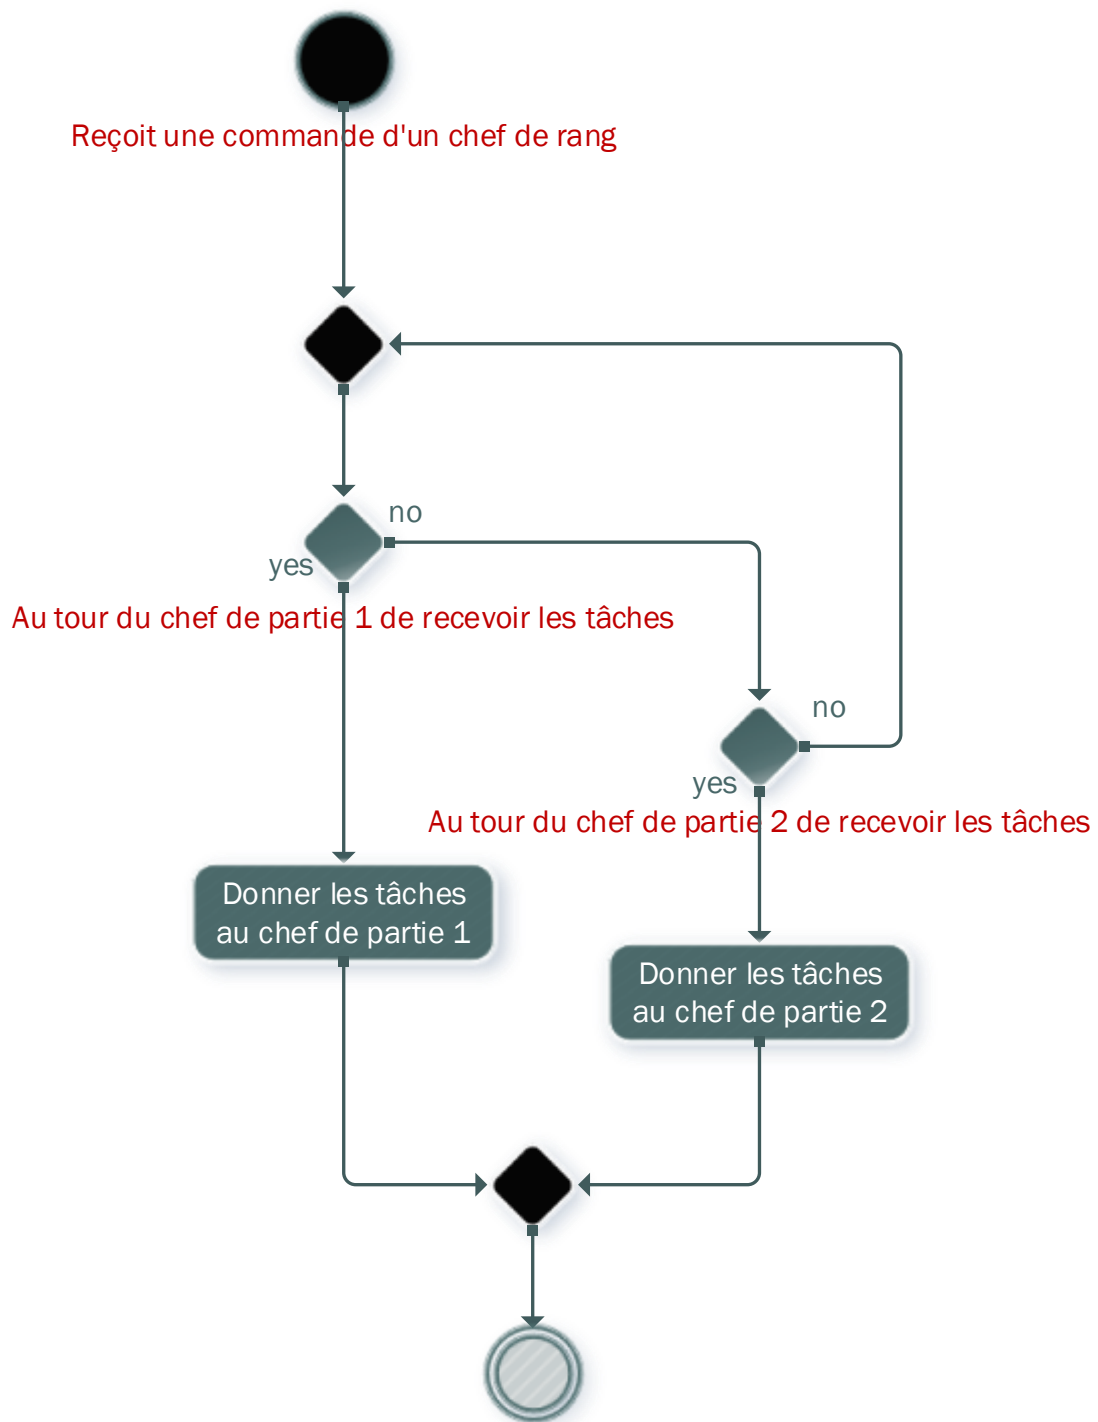 Reçoit une commande d'un chef de rang
no
yes
Au tour du chef de partie 1 de recevoir les tâches
no
yes
Au tour du chef de partie 2 de recevoir les tâches
Donner les tâches
au chef de partie 1
Donner les tâches
au chef de partie 2